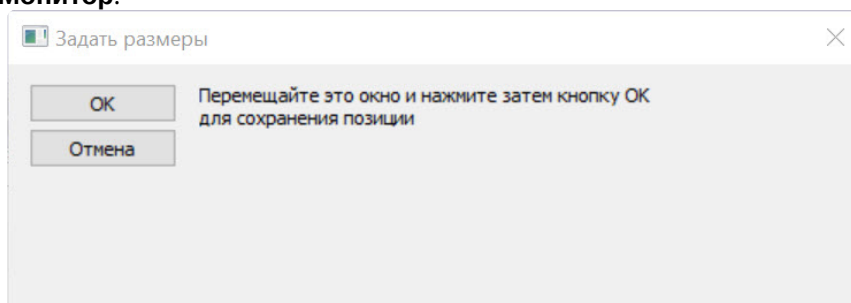 Монитор.
Задать размеры
OK
Перемещайте это окно и нажмите затем кнопку OK
для сохранения позиции
Отмена